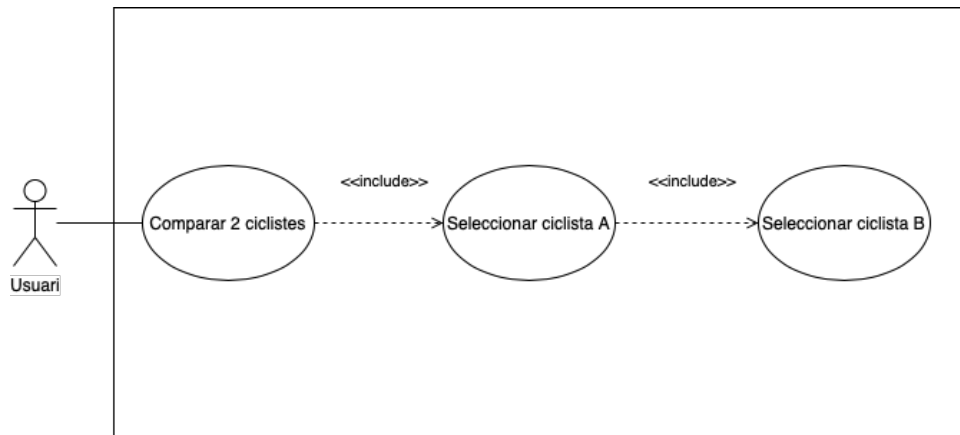 <<include>>
<<include>>
Comparar 2 ciclistes
Seleccionar ciclista A
Seleccionar ciclista B
Usuari